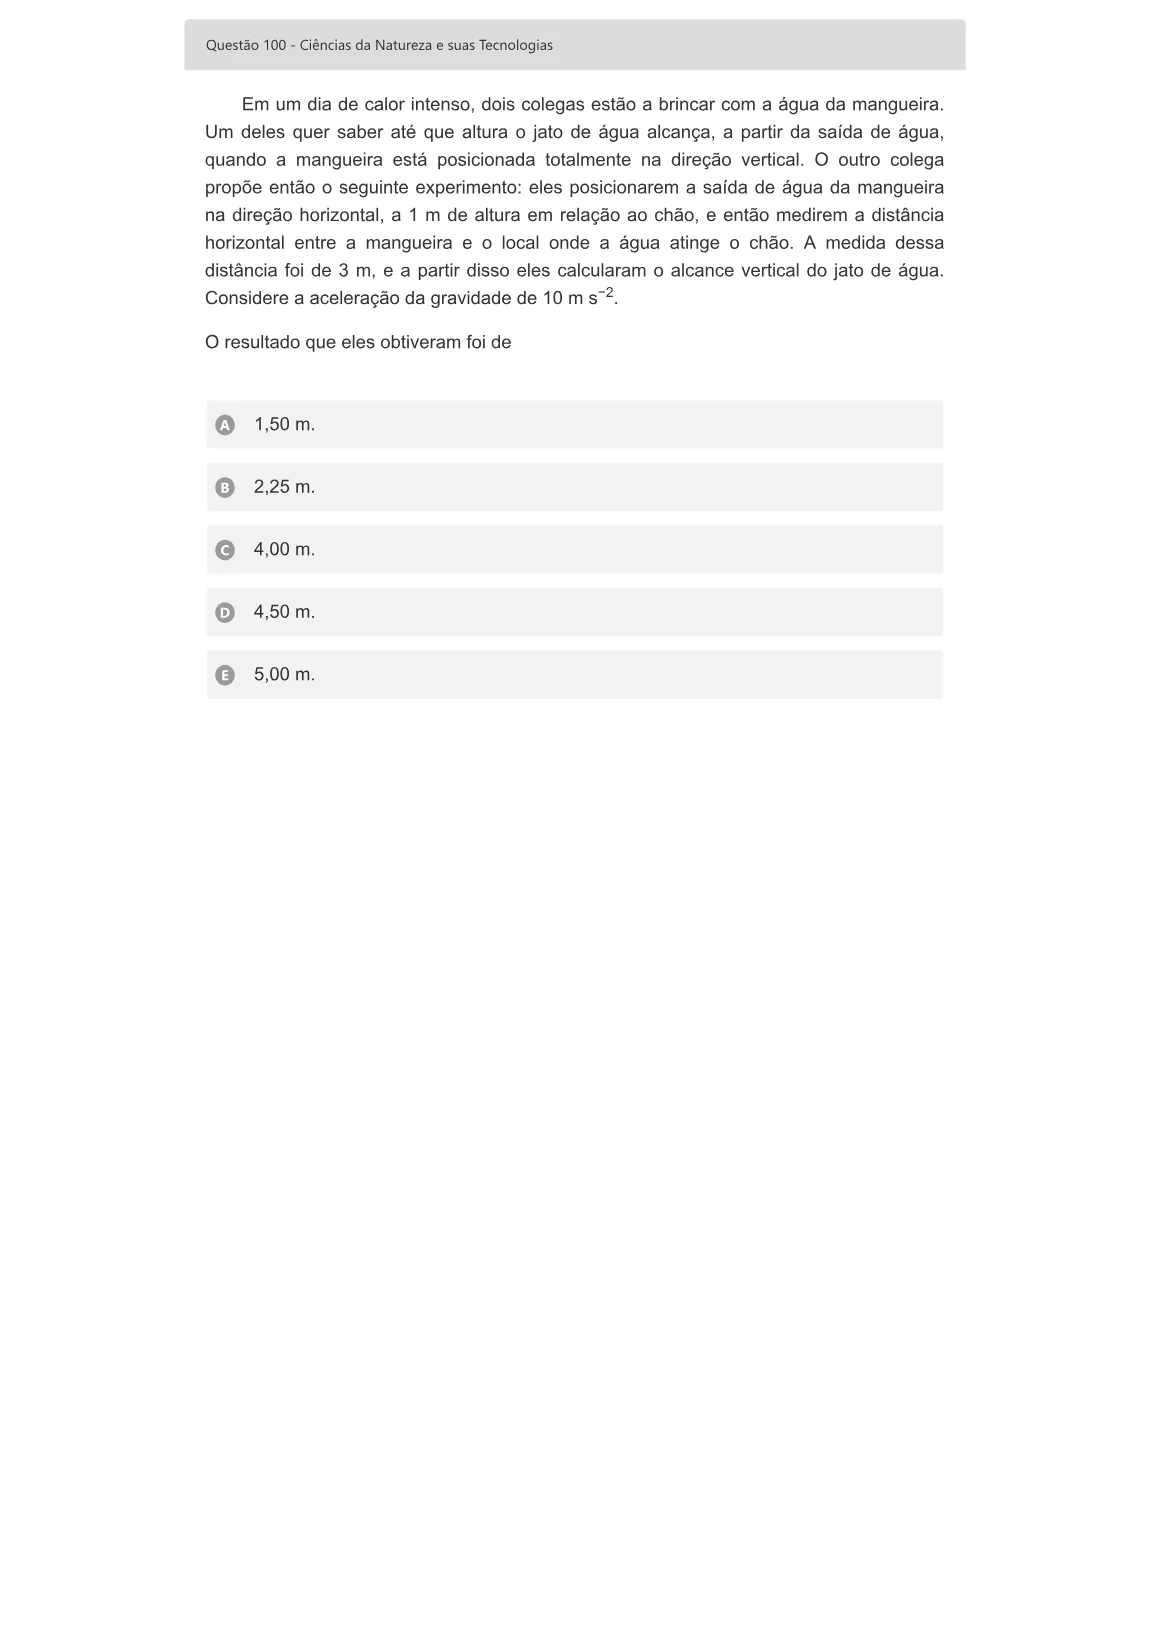 Questão 100 - Ciências da Natureza e suas Tecnologias
Em um dia de calor intenso, dois colegas estão a brincar com a água da mangueira.
Um deles quer saber até que altura o jato de água alcança, a partir da saída de água,
quando a mangueira está posicionada totalmente na direção vertical. O outro colega
propõe então o seguinte experimento: eles posicionarem a saída de água da mangueira
na direção horizontal, a 1 m de altura em relação ao chão, e então medirem a distância
horizontal entre a mangueira e o local onde a água atinge o chão. A medida dessa
distância foi de 3 m, e a partir disso eles calcularam o alcance vertical do jato de água.
Considere a aceleração da gravidade de 10 m s⁻².
O resultado que eles obtiveram foi de
A 1,50 m.
B 2,25 m.
C 4,00 m.
D 4,50 m.
E 5,00 m.